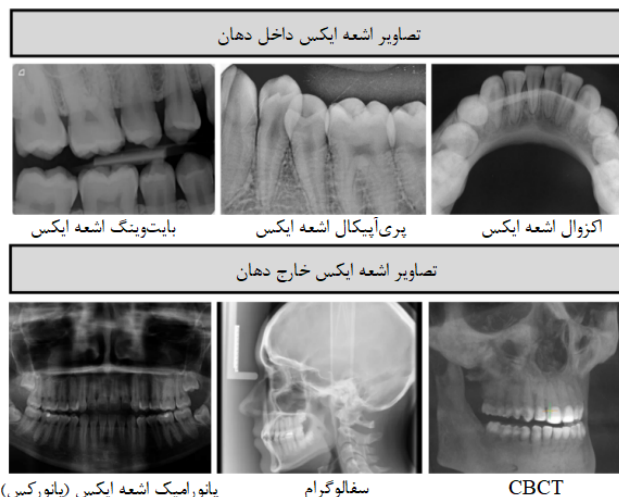 تصاویر اشعه ایکس داخل دهان
اکزوال اشعه ایکس
پری‌آپیکال اشعه ایکس
بایت‌وینگ اشعه ایکس
تصاویر اشعه ایکس خارج دهان
CBCT
سفالوگرام
پانورامیک اشعه ایکس (پانورکس)